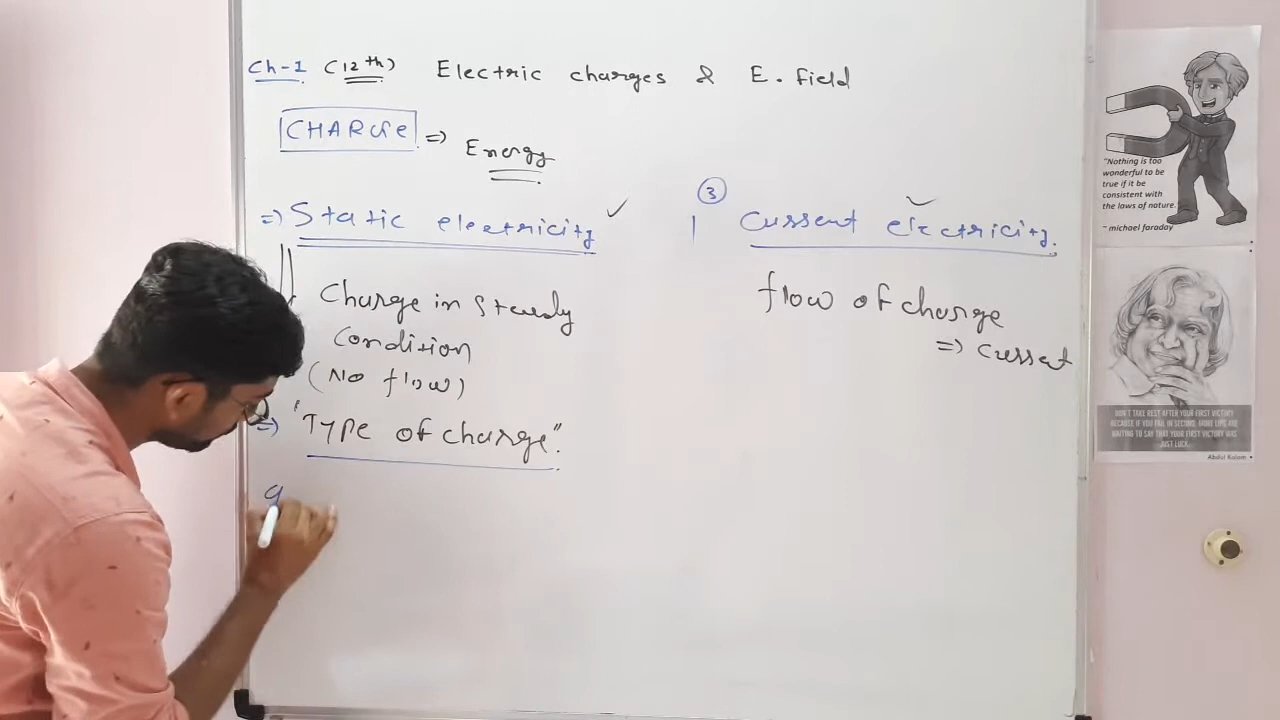 Ch-1 (12th) Electric charges & E. field
CHARGE => Energy
=> Static electricity ✓
Charge in Steady
Condition
(No flow)
=> "Type of charge".
q
③
Current electricity.
flow of charge
=> Current
"Nothing is too
wonderful to be
true if it be
consistent with
the laws of nature.
~ michael faraday
DON'T TAKE REST AFTER YOUR FIRST VICTORY
BECAUSE IF YOU FAIL IN SECOND, MORE LIPS ARE
WAITING TO SAY THAT YOUR FIRST VICTORY WAS
JUST LUCK.
Abdul Kalam